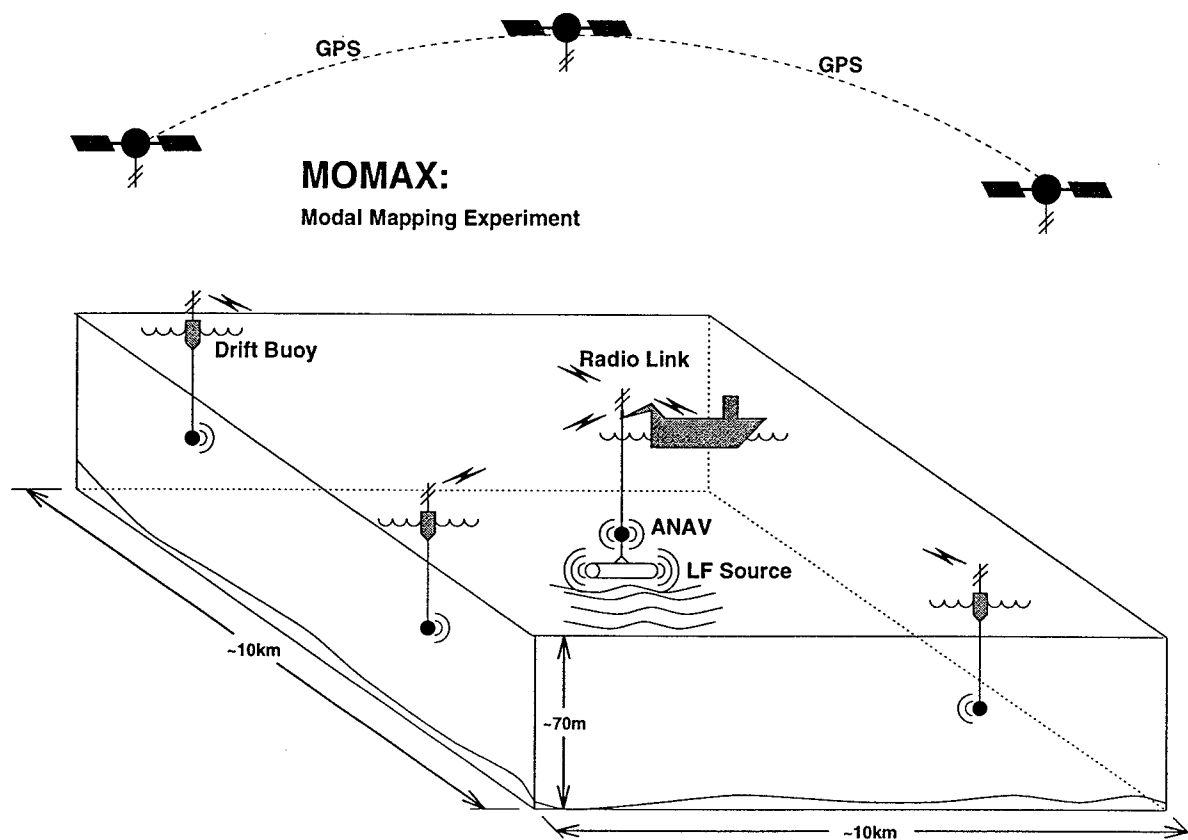 GPS
GPS
MOMAX:
Modal Mapping Experiment
Drift Buoy
Radio Link
ANAV
LF Source
~10km
~70m
~10km